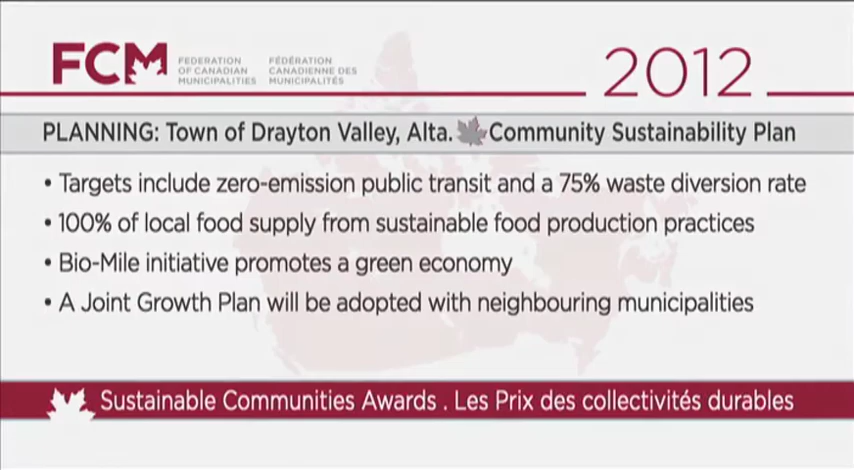 FCM
FEDERATION
OF CANADIAN
MUNICIPALITIES
FÉDÉRATION
CANADIENNE DES
MUNICIPALITÉS
2012
PLANNING: Town of Drayton Valley, Alta. Community Sustainability Plan
• Targets include zero-emission public transit and a 75% waste diversion rate
• 100% of local food supply from sustainable food production practices
• Bio-Mile initiative promotes a green economy
• A Joint Growth Plan will be adopted with neighbouring municipalities
Sustainable Communities Awards . Les Prix des collectivités durables